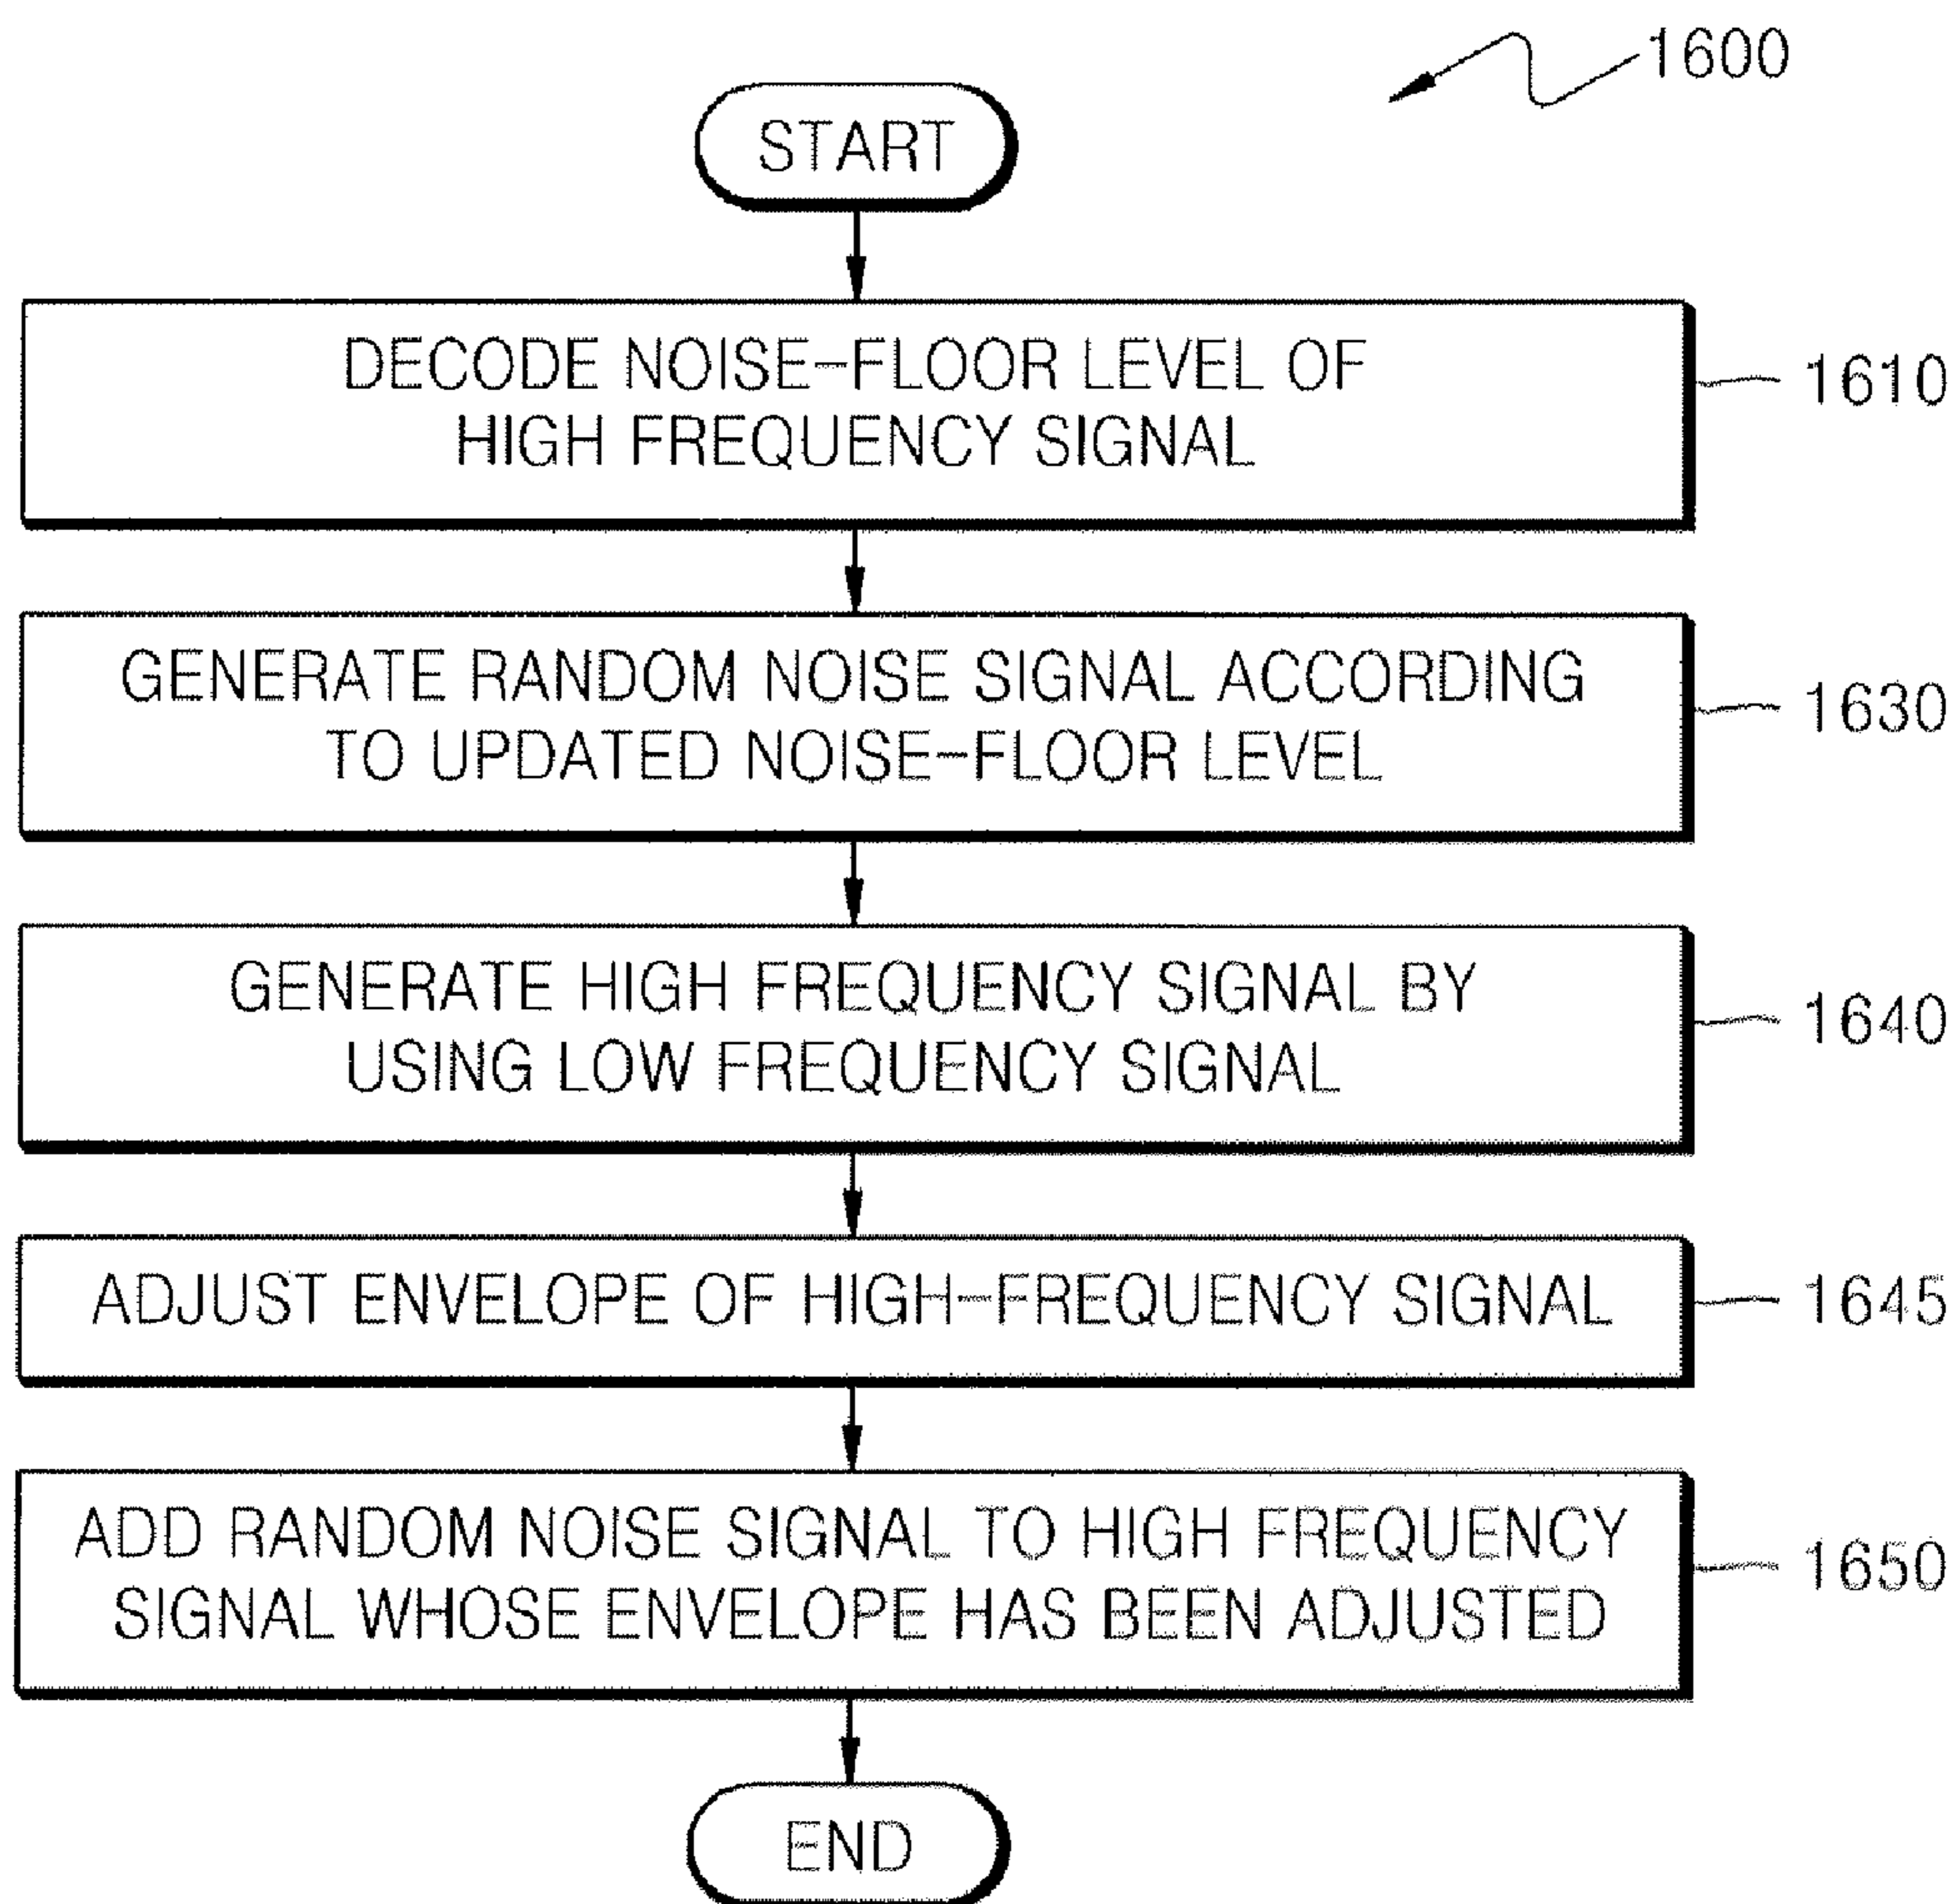 1600
START
DECODE NOISE-FLOOR LEVEL OF
HIGH FREQUENCY SIGNAL
1610
GENERATE RANDOM NOISE SIGNAL ACCORDING
TO UPDATED NOISE-FLOOR LEVEL
1630
GENERATE HIGH FREQUENCY SIGNAL BY
USING LOW FREQUENCY SIGNAL
1640
ADJUST ENVELOPE OF HIGH-FREQUENCY SIGNAL
1645
ADD RANDOM NOISE SIGNAL TO HIGH FREQUENCY
SIGNAL WHOSE ENVELOPE HAS BEEN ADJUSTED
1650
END